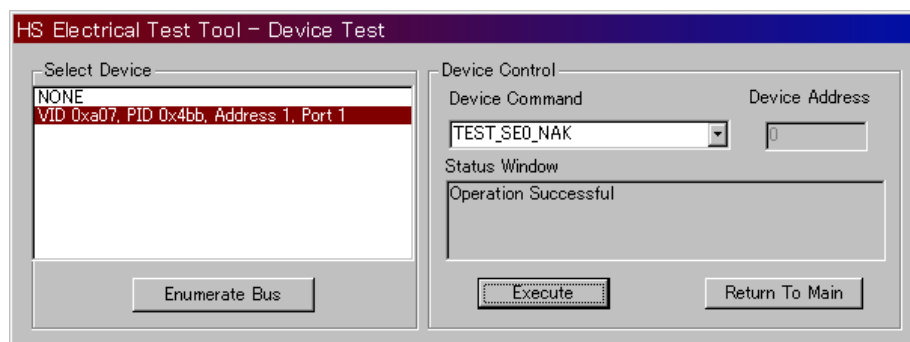 HS Electrical Test Tool - Device Test
Select Device
NONE
VID 0xa07, PID 0x4bb, Address 1, Port 1
Enumerate Bus
Device Control
Device Command
Device Address
TEST_SE0_NAK
0
Status Window
Operation Successful
Execute
Return To Main